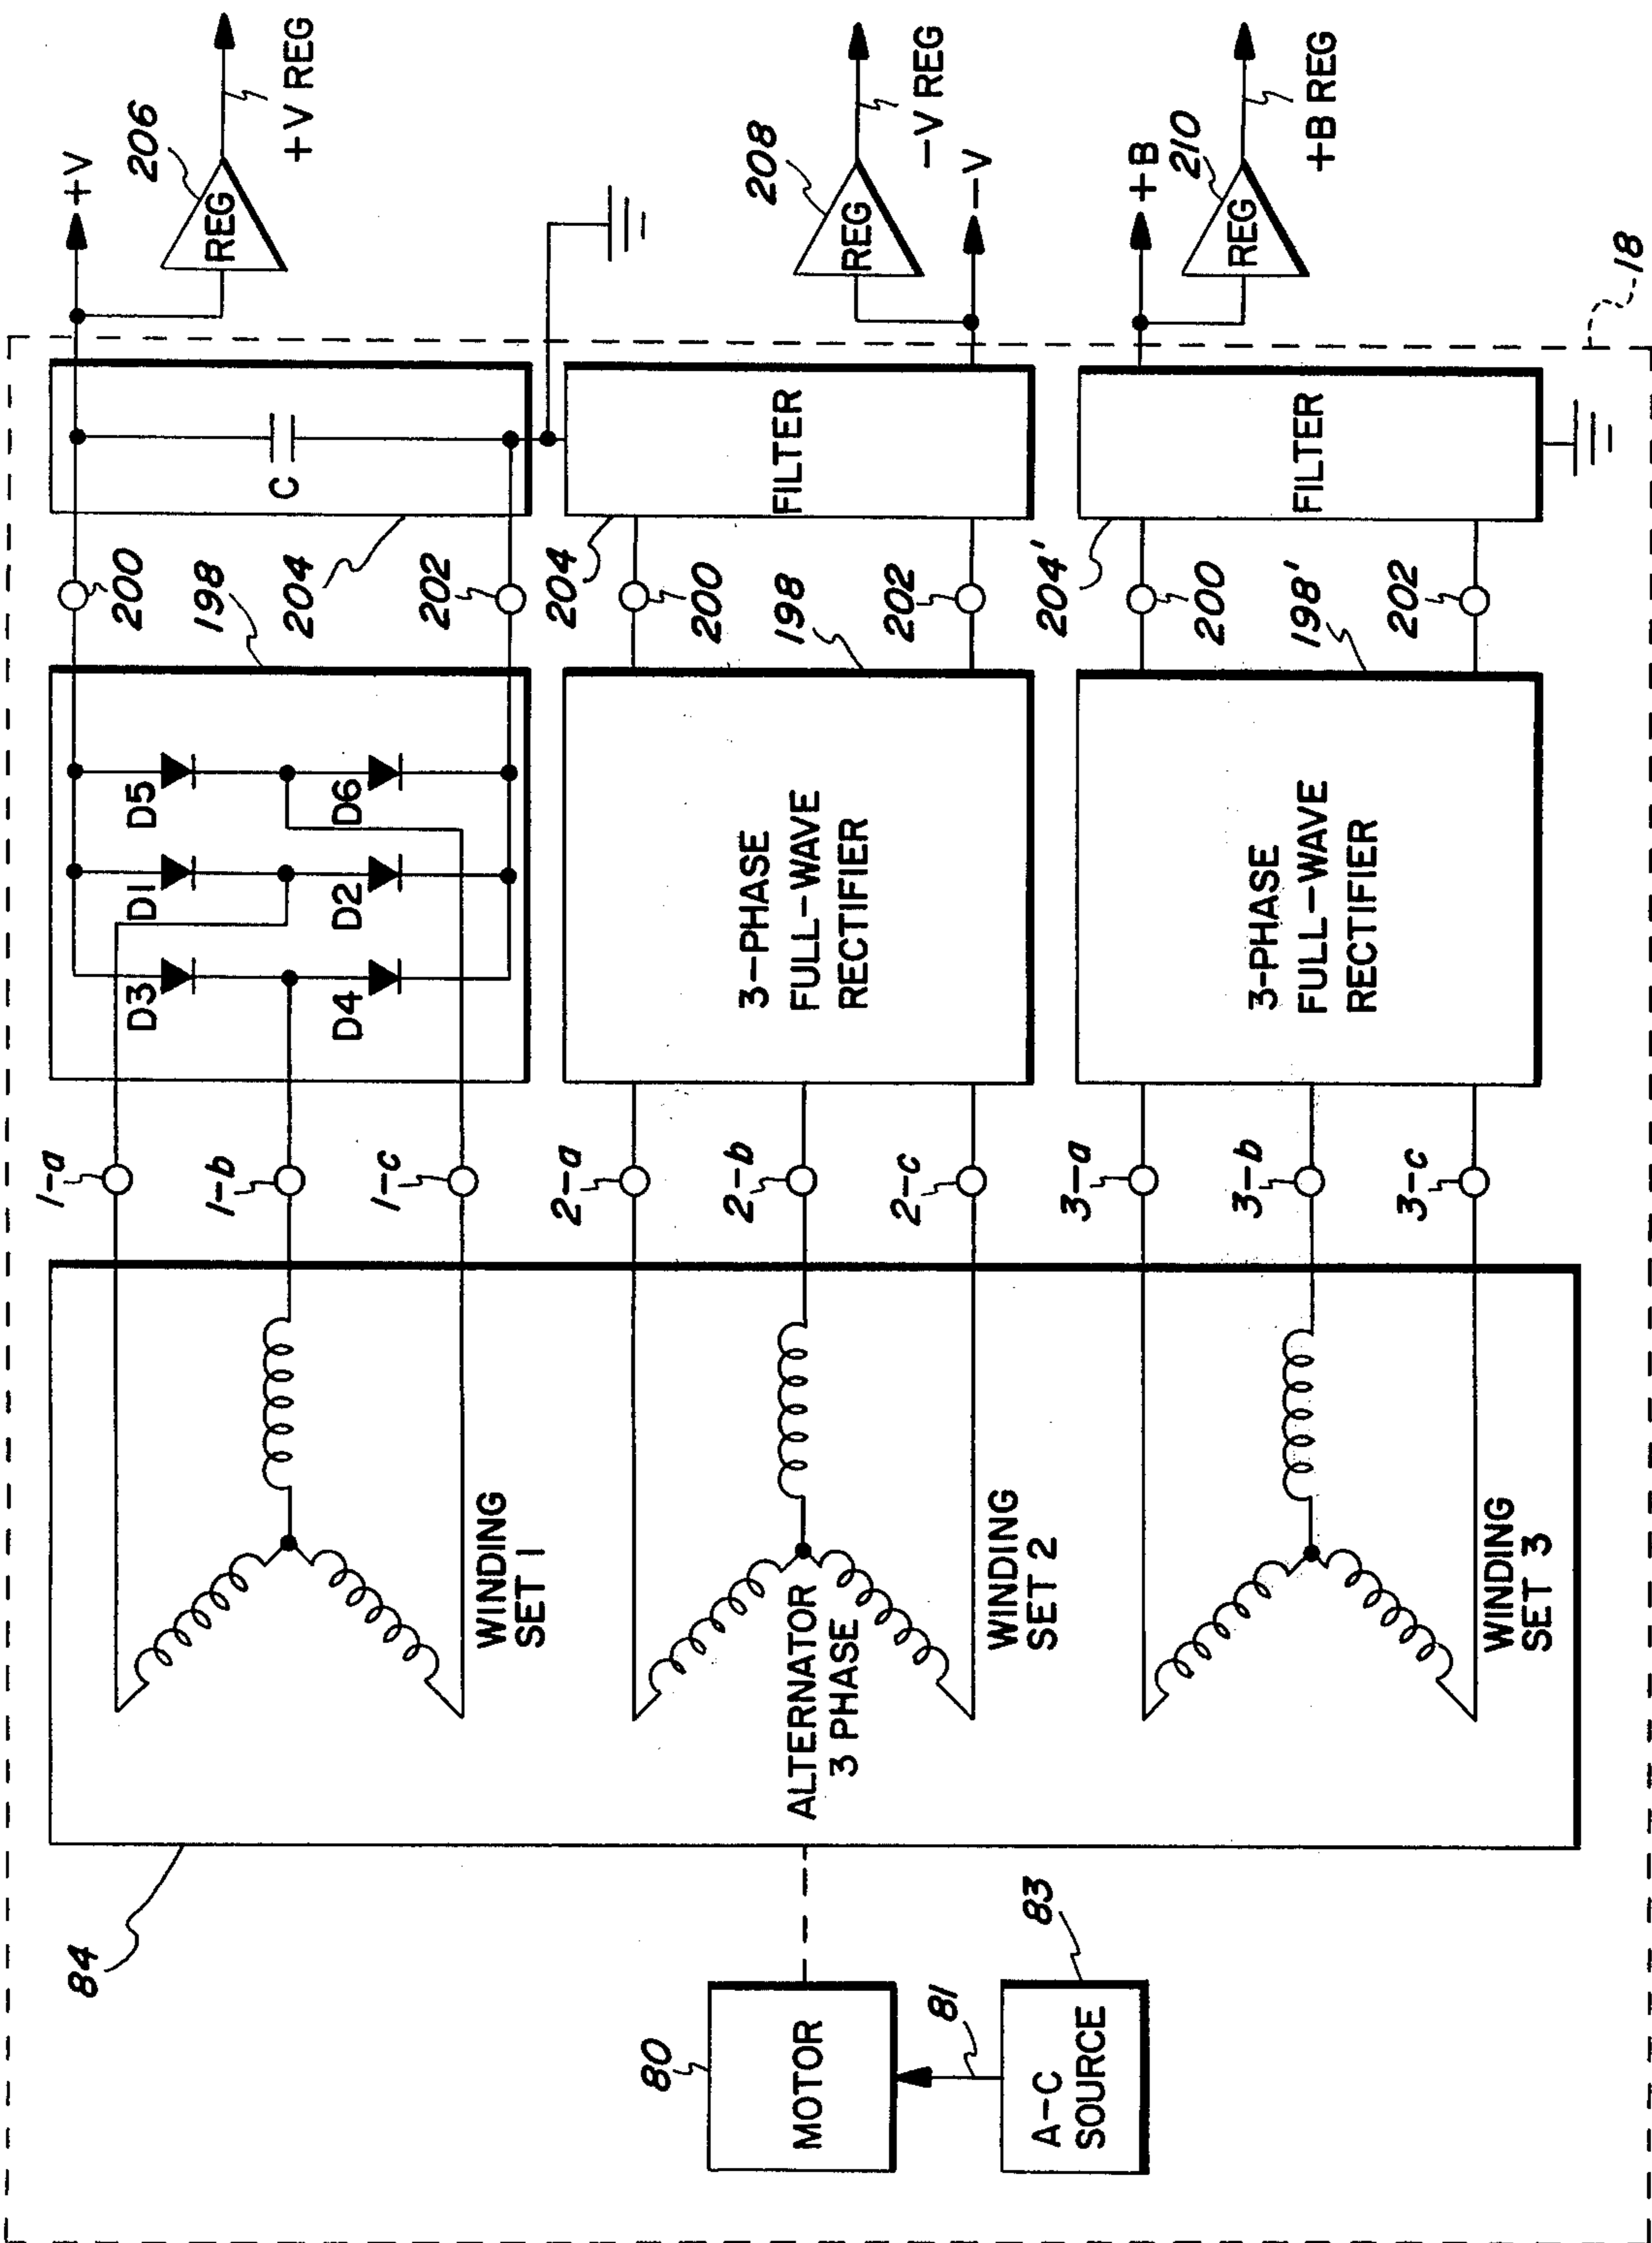 84
80
MOTOR
81
A-C
SOURCE
83
ALTERNATOR
3 PHASE
WINDING
SET 1
WINDING
SET 2
WINDING
SET 3
1-a
1-b
1-c
2-a
2-b
2-c
3-a
3-b
3-c
D3
D1
D5
D4
D2
D6
3-PHASE
FULL-WAVE
RECTIFIER
3-PHASE
FULL-WAVE
RECTIFIER
200
198
204
202
204
200
198
202
204'
200
198'
202
C
FILTER
FILTER
+V
206
REG
+V REG
208
REG
-V REG
-V
+B
210
REG
+B REG
18